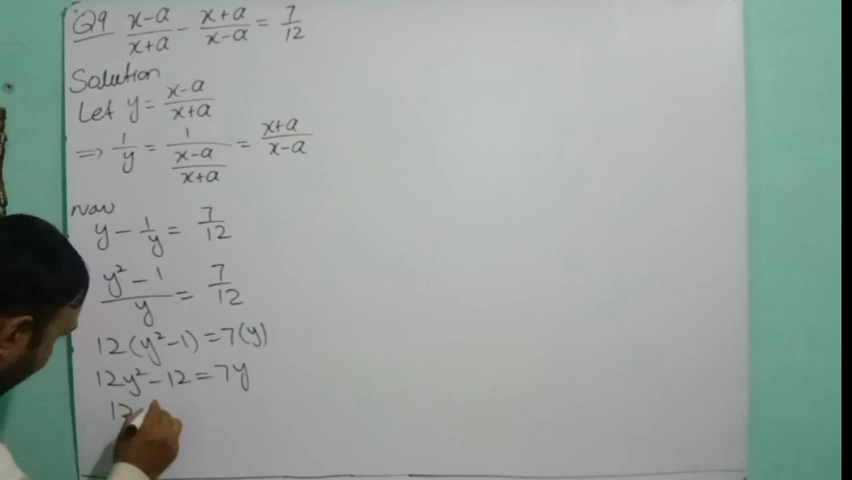 Q9 x-a/x+a - x+a/x-a = 7/12
Solution
Let y = x-a/x+a
⇒ 1/y = 1/(x-a/x+a) = x+a/x-a
now
y - 1/y = 7/12
y² - 1/y = 7/12
12(y²-1) = 7(y)
12y² - 12 = 7y
12